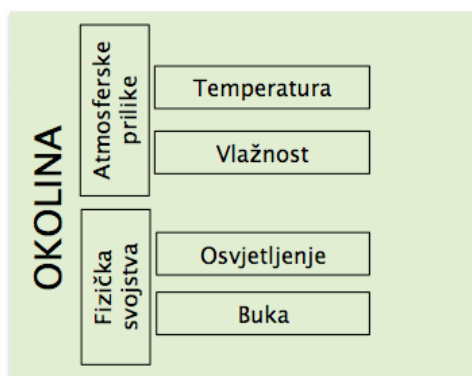 OKOLINA
Atmosferske
prilike
Temperatura
Vlažnost
Fizička
svojstva
Osvjetljenje
Buka